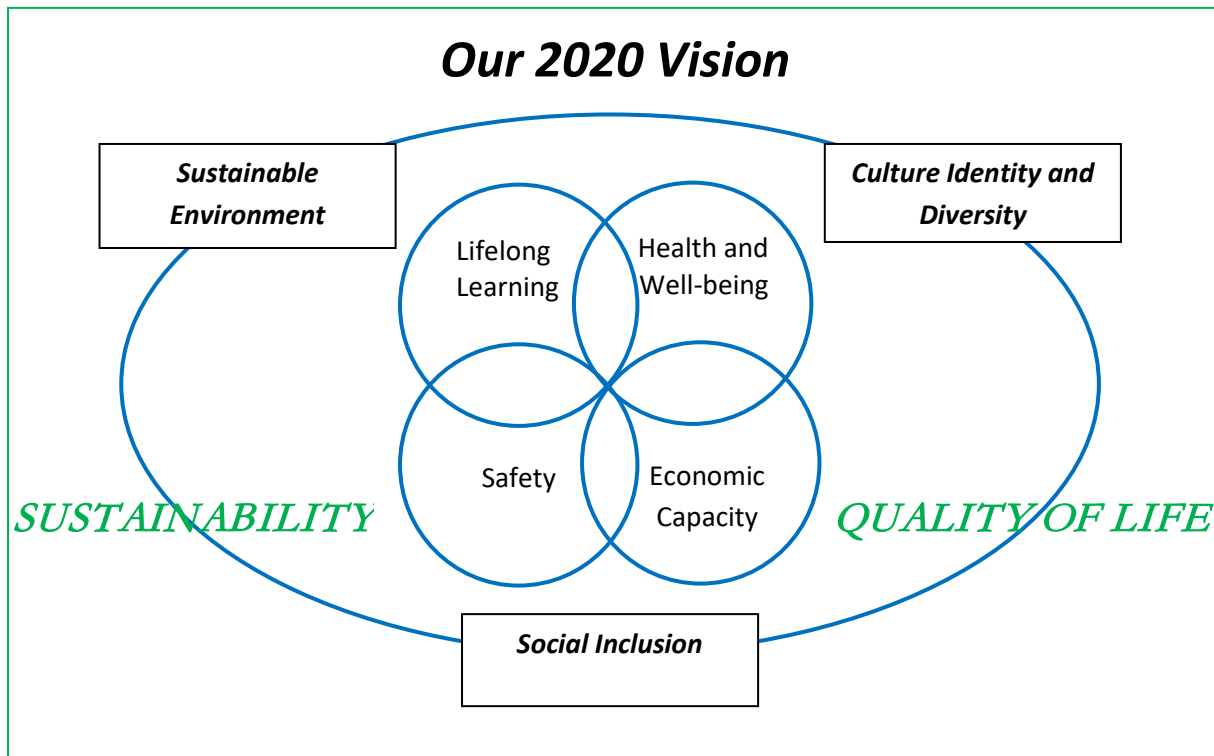 Our 2020 Vision
Sustainable
Environment
Culture Identity and
Diversity
Lifelong
Learning
Health and
Well-being
Safety
Economic
Capacity
SUSTAINABILITY
QUALITY OF LIFE
Social Inclusion